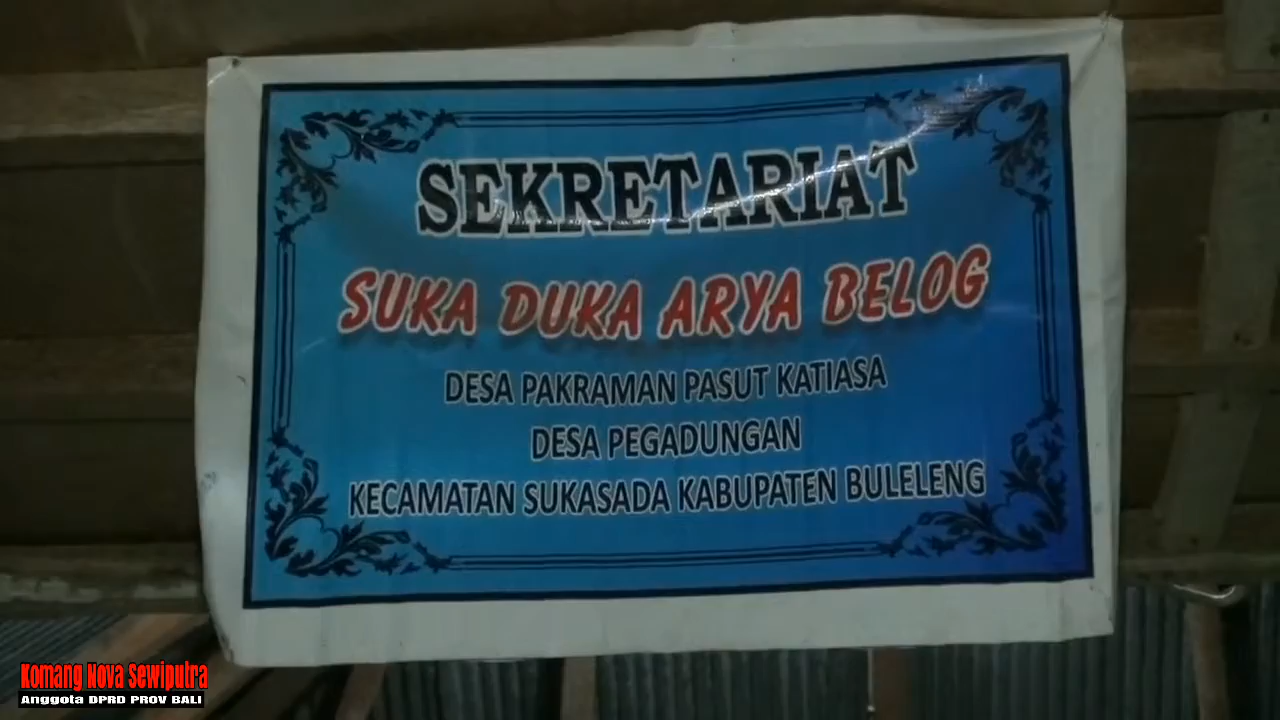 SEKRETARIAT
SUKA DUKA ARYA BELOG
DESA PAKRAMAN PASUT KATIASA
DESA PEGADUNGAN
KECAMATAN SUKASADA KABUPATEN BULELENG
Komang Nova Sewiputra
Anggota DPRD PROV BALI